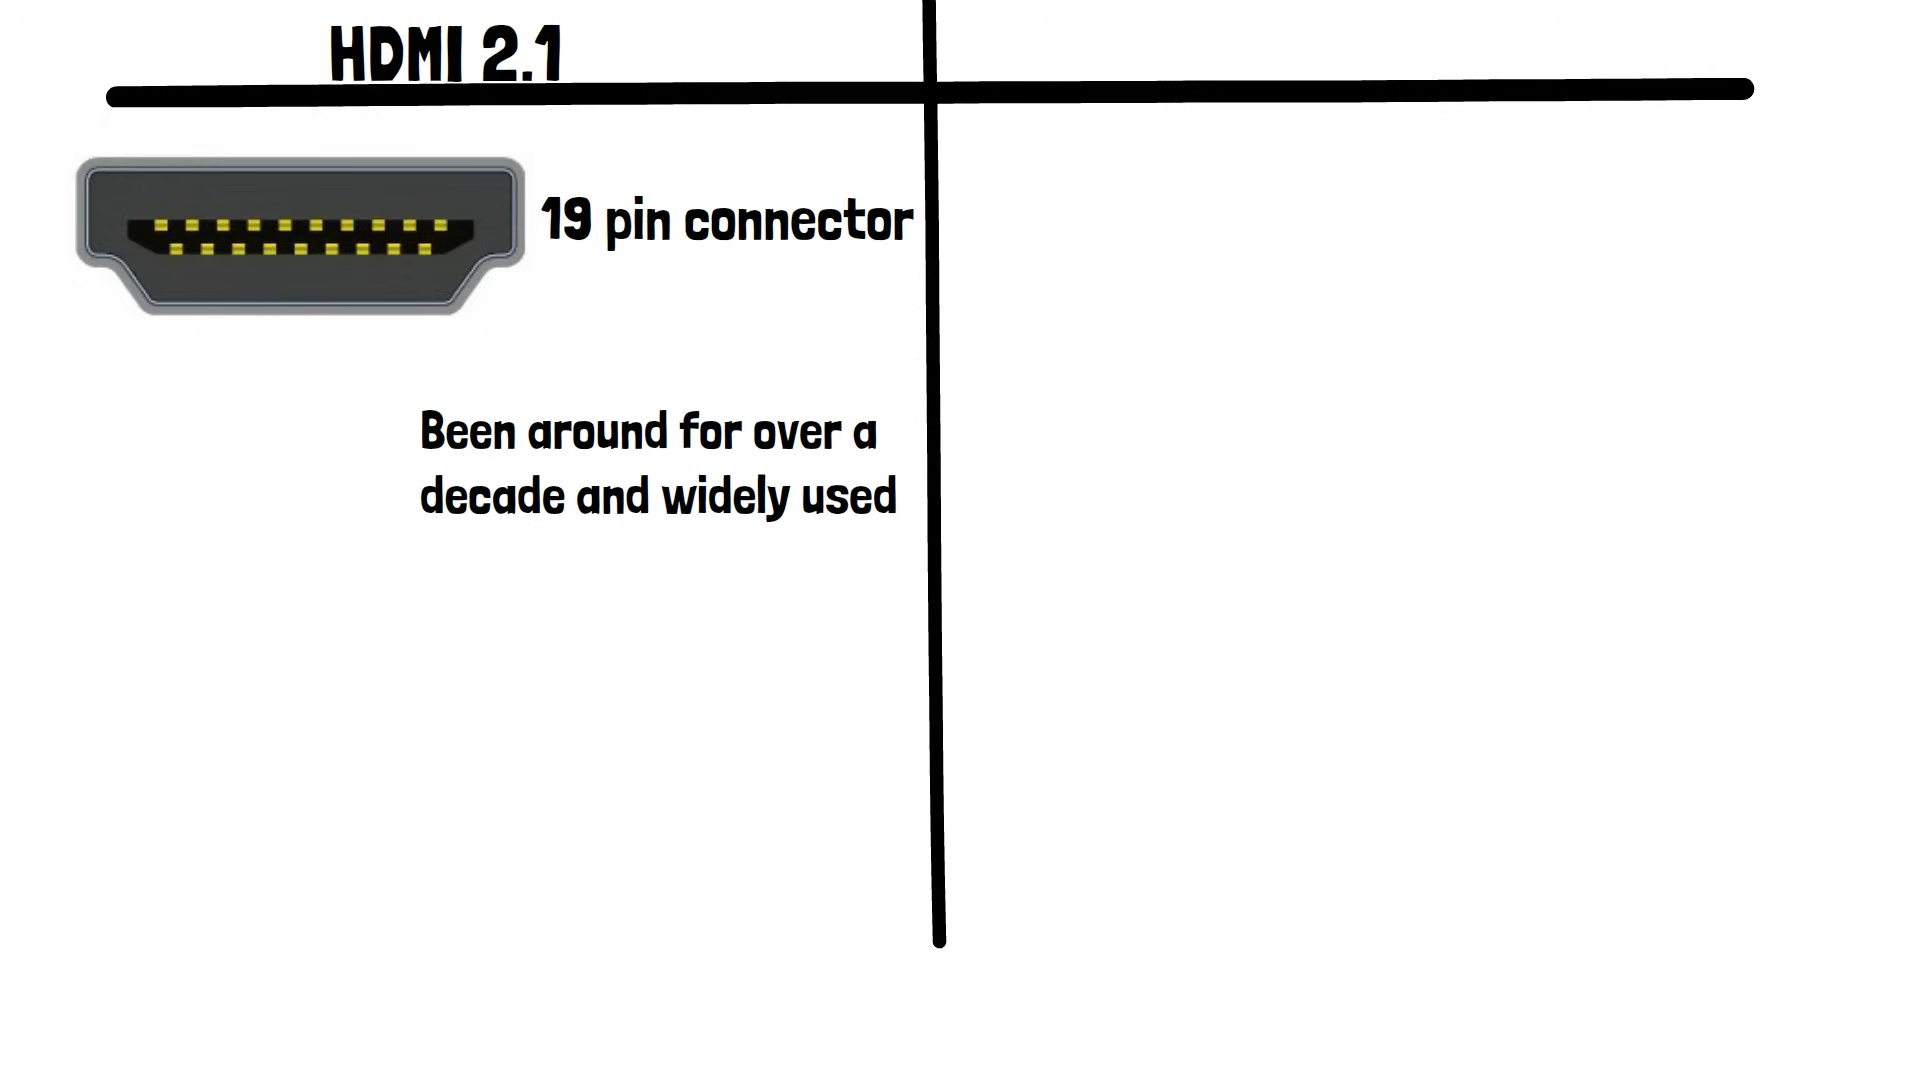 HDMI 2.1
19 pin connector
Been around for over a
decade and widely used